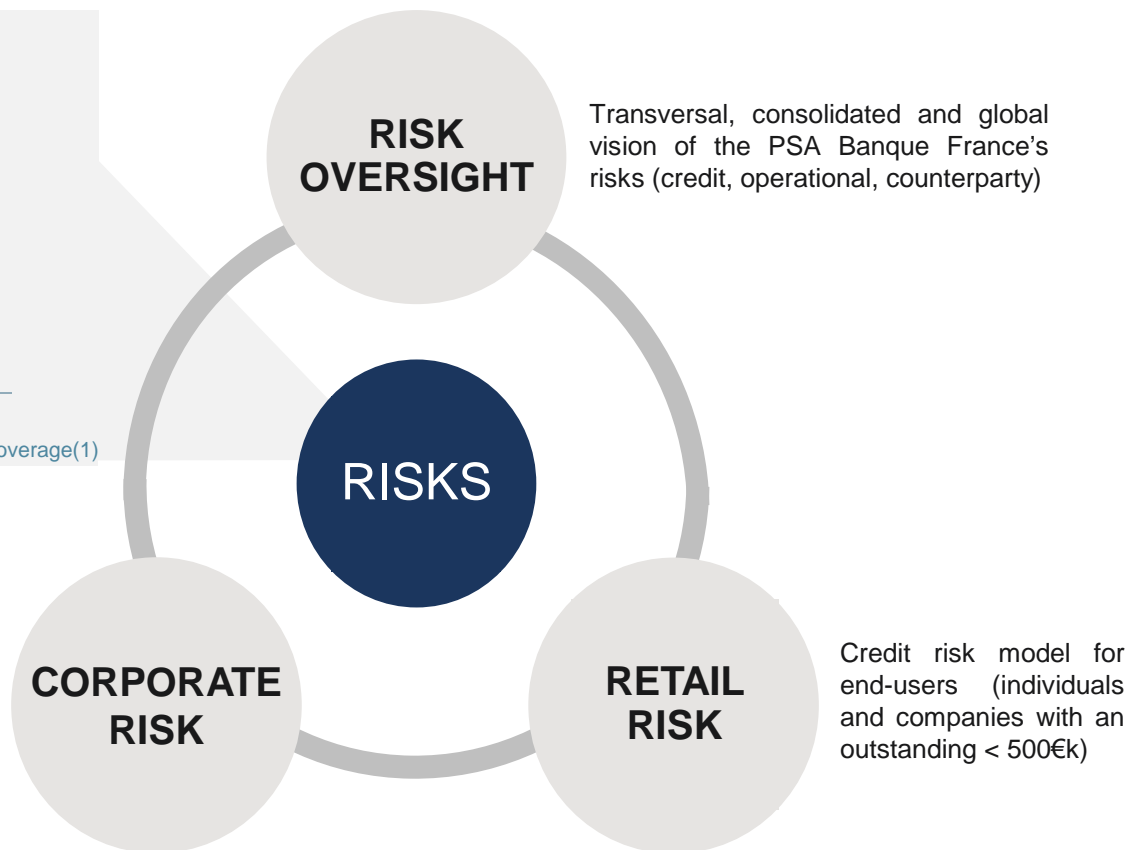 RISK
OVERSIGHT
Transversal, consolidated and global
vision of the PSA Banque France's
risks (credit, operational, counterparty)
overage(1)
RISKS
CORPORATE
RISK
RETAIL
RISK
Credit risk model for
end-users (individuals
and companies with an
outstanding < 500€k)